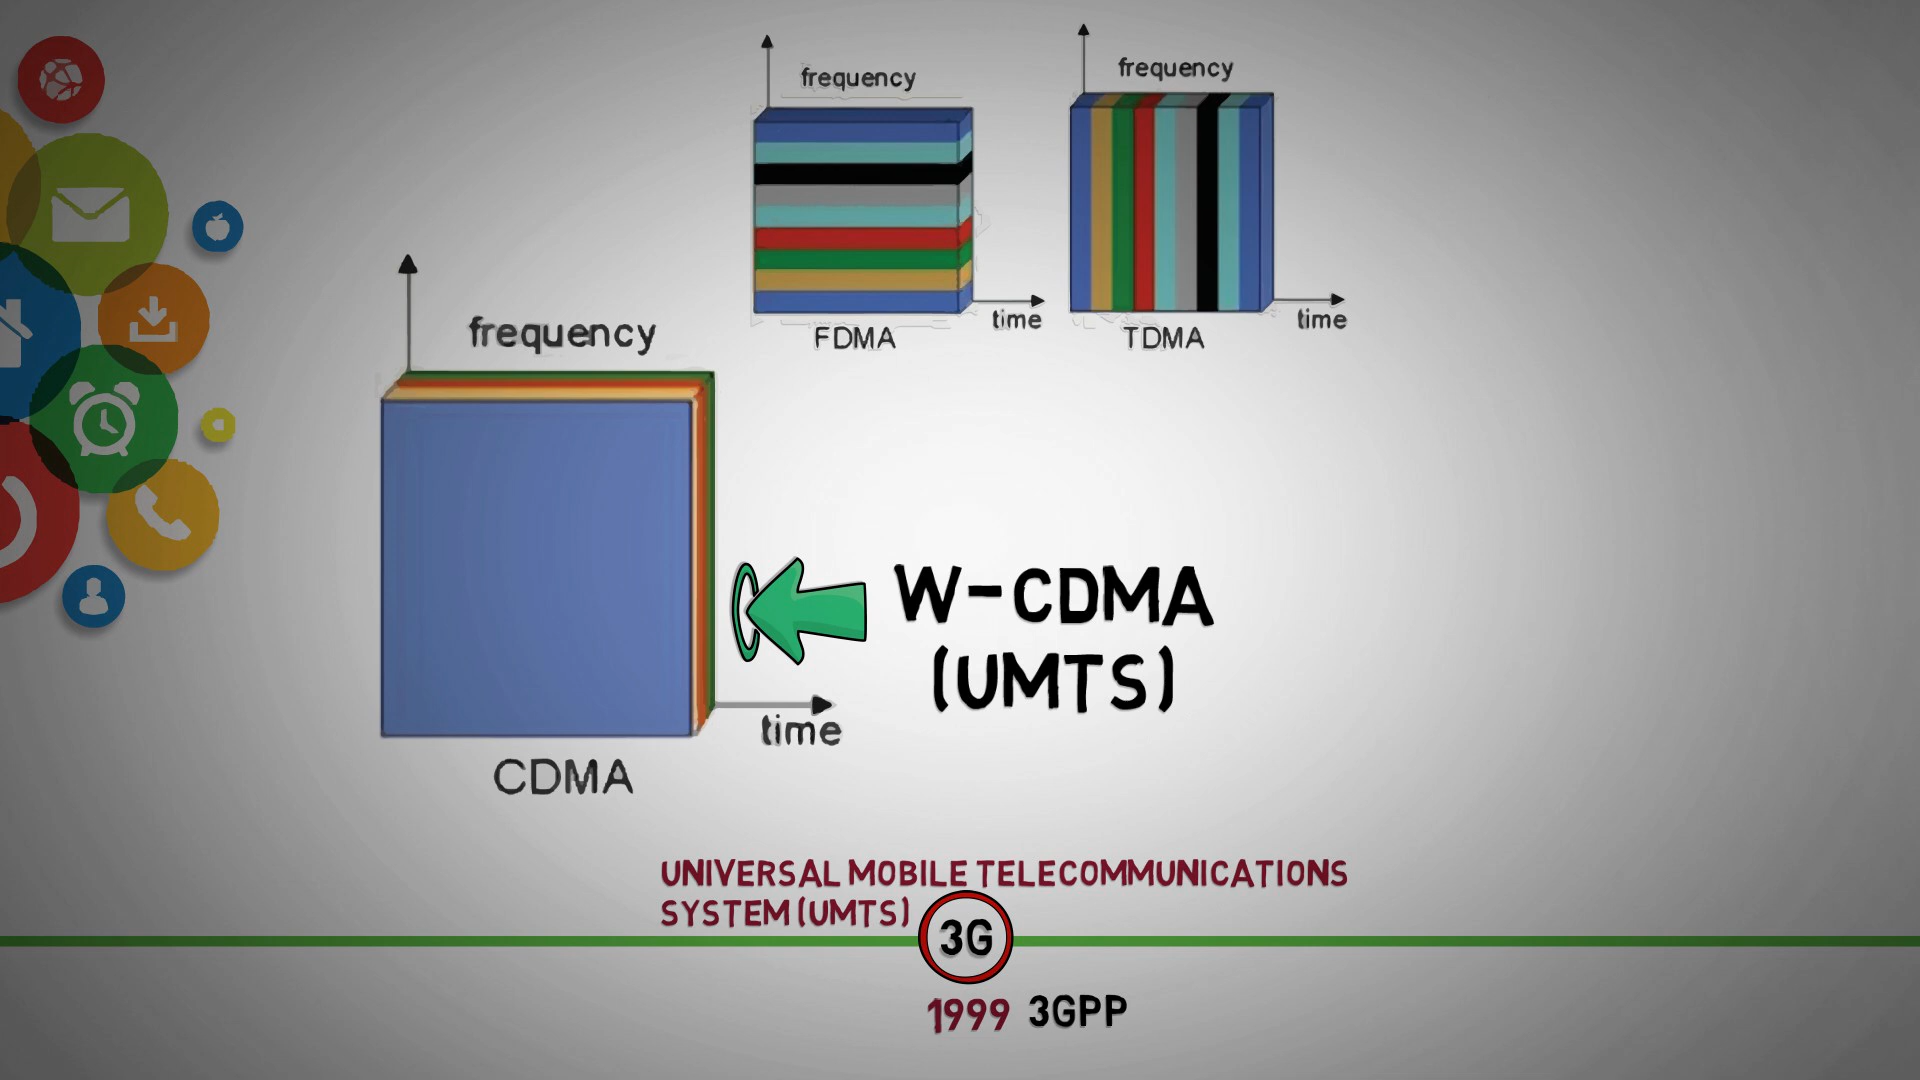 frequency
time
FDMA
frequency
time
TDMA
frequency
time
CDMA
W-CDMA
(UMTS)
UNIVERSAL MOBILE TELECOMMUNICATIONS
SYSTEM (UMTS)
3G
1999 3GPP